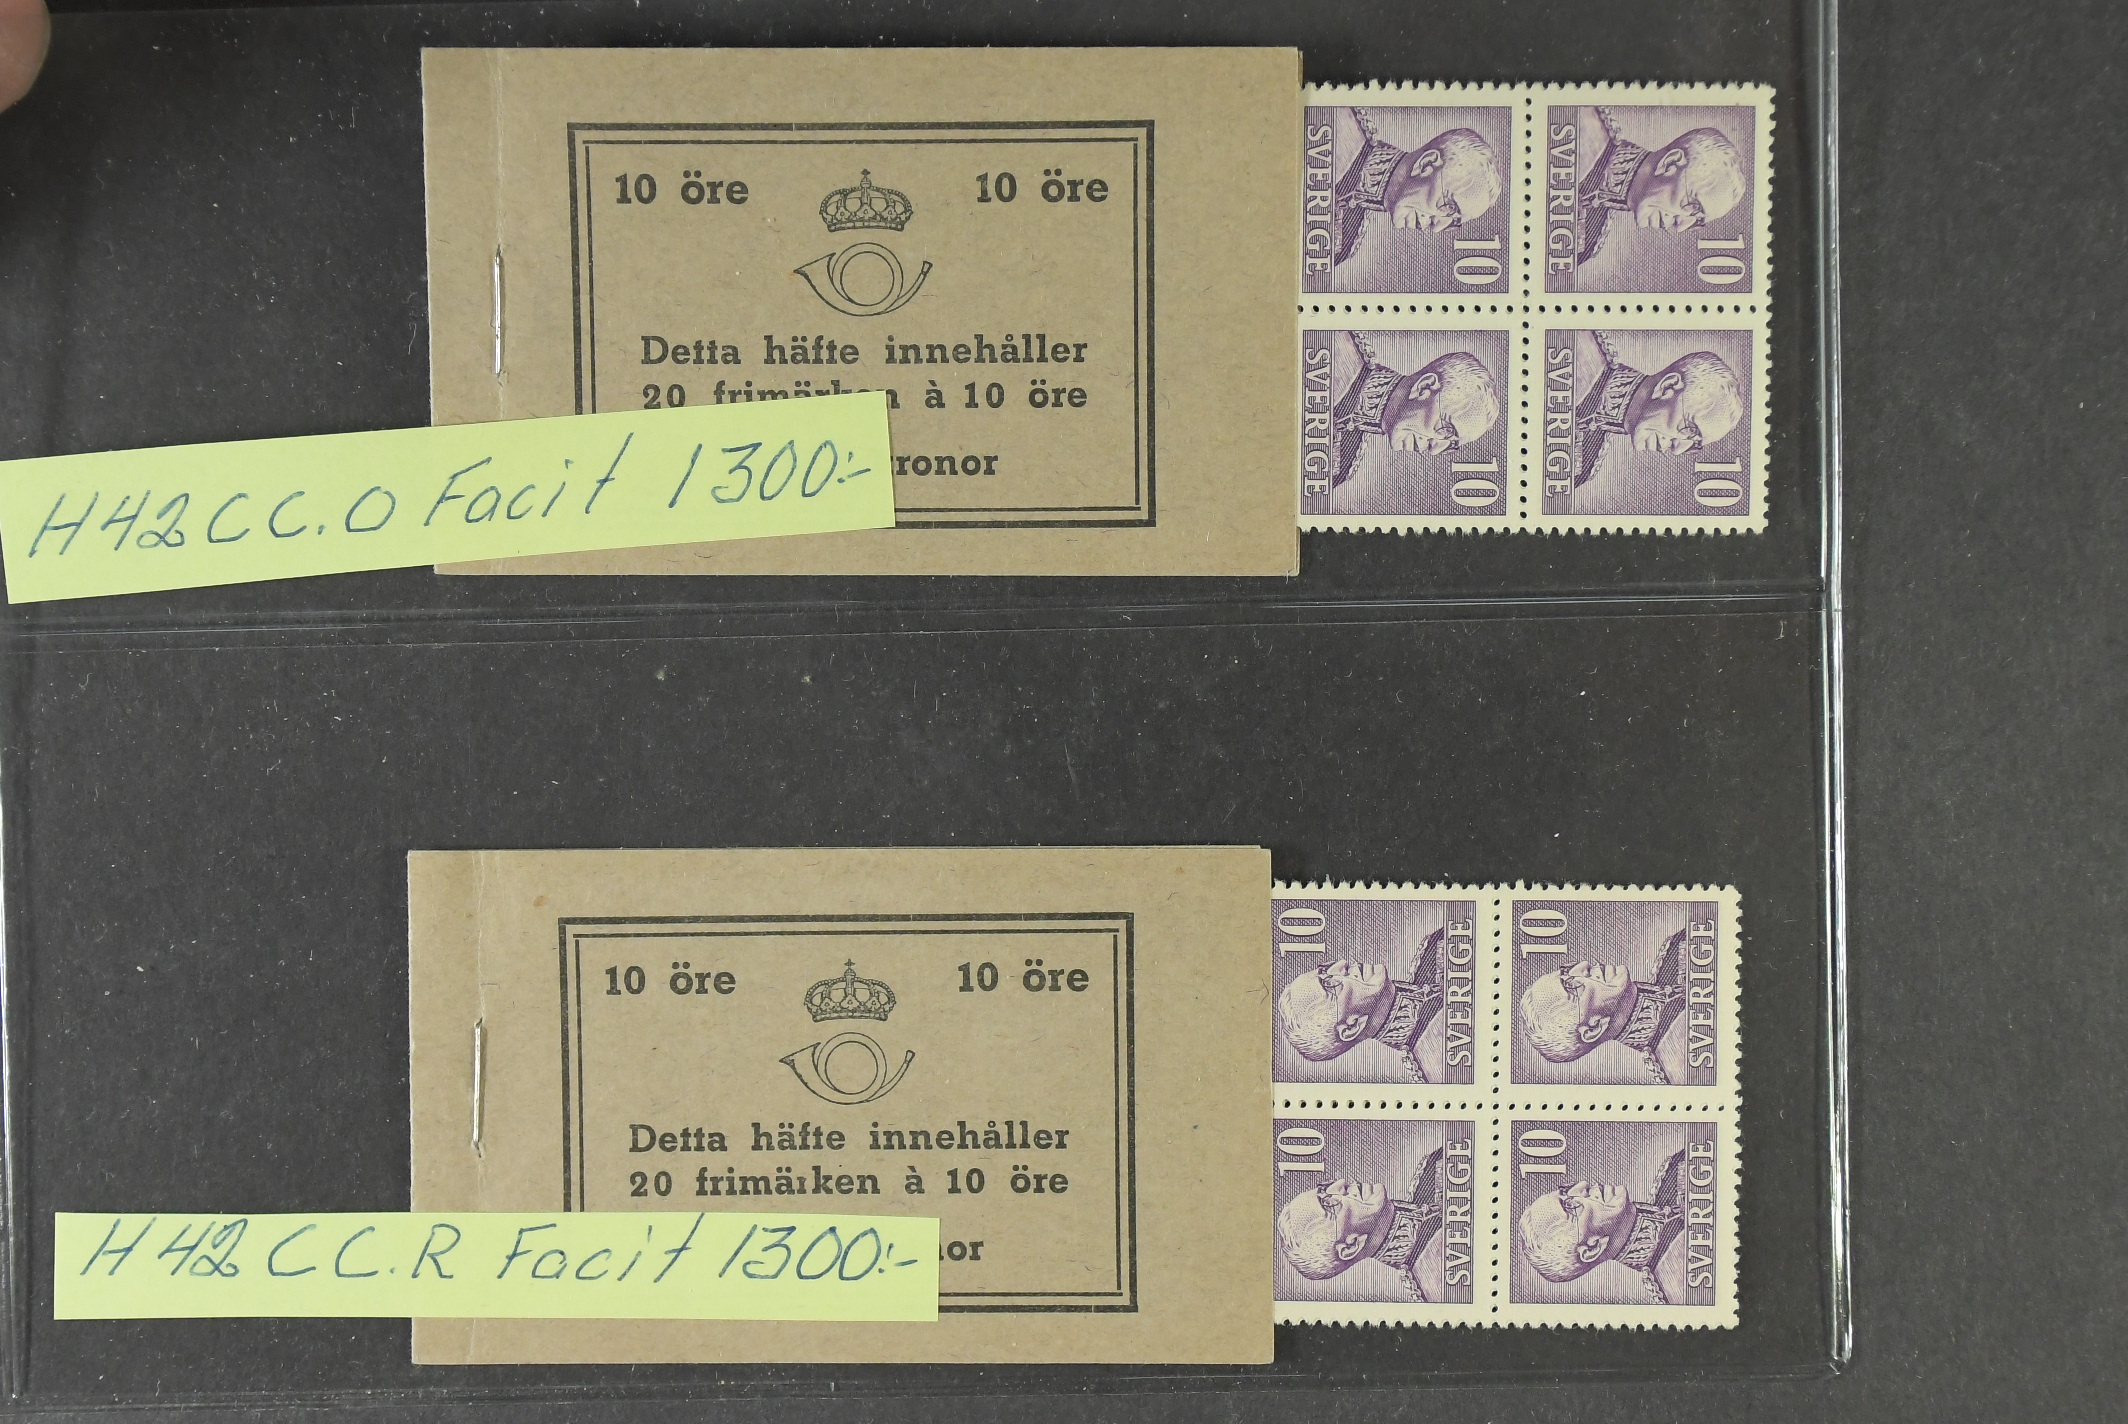 10 öre 10 öre
Detta häfte innehåller
20 frimärken à 10 öre
ronor
H42CC.O Facit 1300:-
SVERIGE 10
SVERIGE 10
SVERIGE 10
SVERIGE 10
10 öre 10 öre
Detta häfte innehåller
20 frimärken à 10 öre
nor
H42CC.R Facit 1300:-
10 SVERIGE
10 SVERIGE
10 SVERIGE
10 SVERIGE